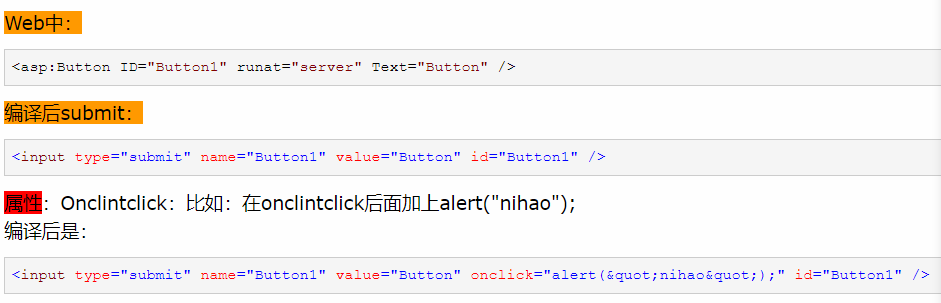 Web中：
<asp:Button ID="Button1" runat="server" Text="Button" />
编译后submit：
<input type="submit" name="Button1" value="Button" id="Button1" />
属性：Onclintclick：比如：在onclintclick后面加上alert("nihao");
编译后是：
<input type="submit" name="Button1" value="Button" onclick="alert(&quot;nihao&quot;);" id="Button1" />